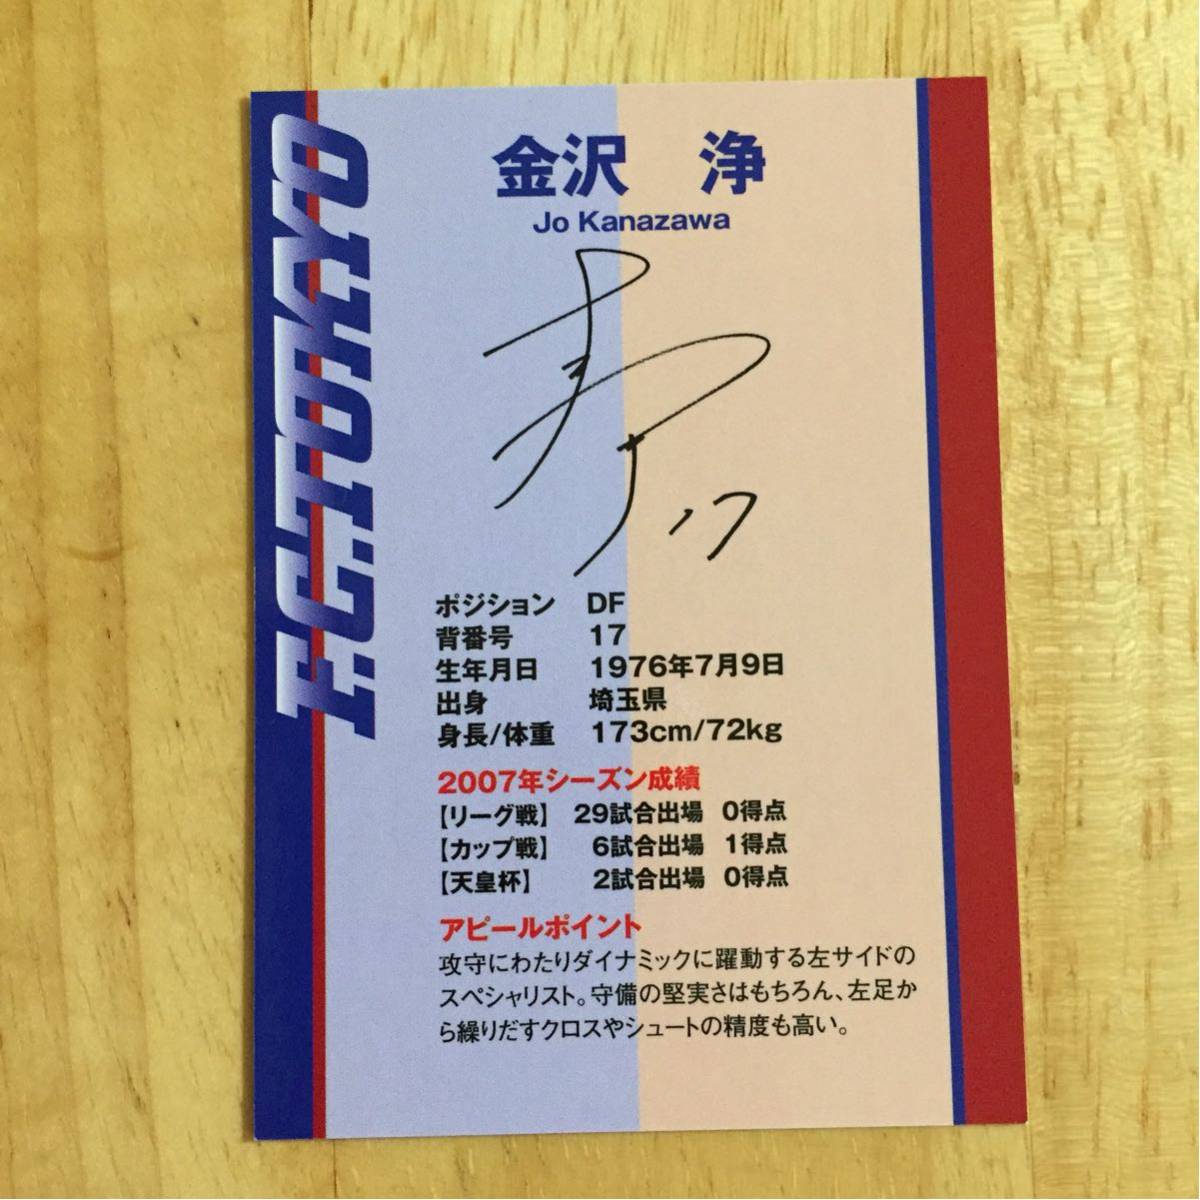 F.C.TOKYO
金沢 浄
Jo Kanazawa
17
ポジション DF
背番号 17
生年月日 1976年7月9日
出身 埼玉県
身長/体重 173cm/72kg
2007年シーズン成績
【リーグ戦】 29試合出場 0得点
【カップ戦】 6試合出場 1得点
【天皇杯】 2試合出場 0得点
アピールポイント
攻守にわたりダイナミックに躍動する左サイドの
スペシャリスト。守備の堅実さはもちろん、左足か
ら繰りだすクロスやシュートの精度も高い。